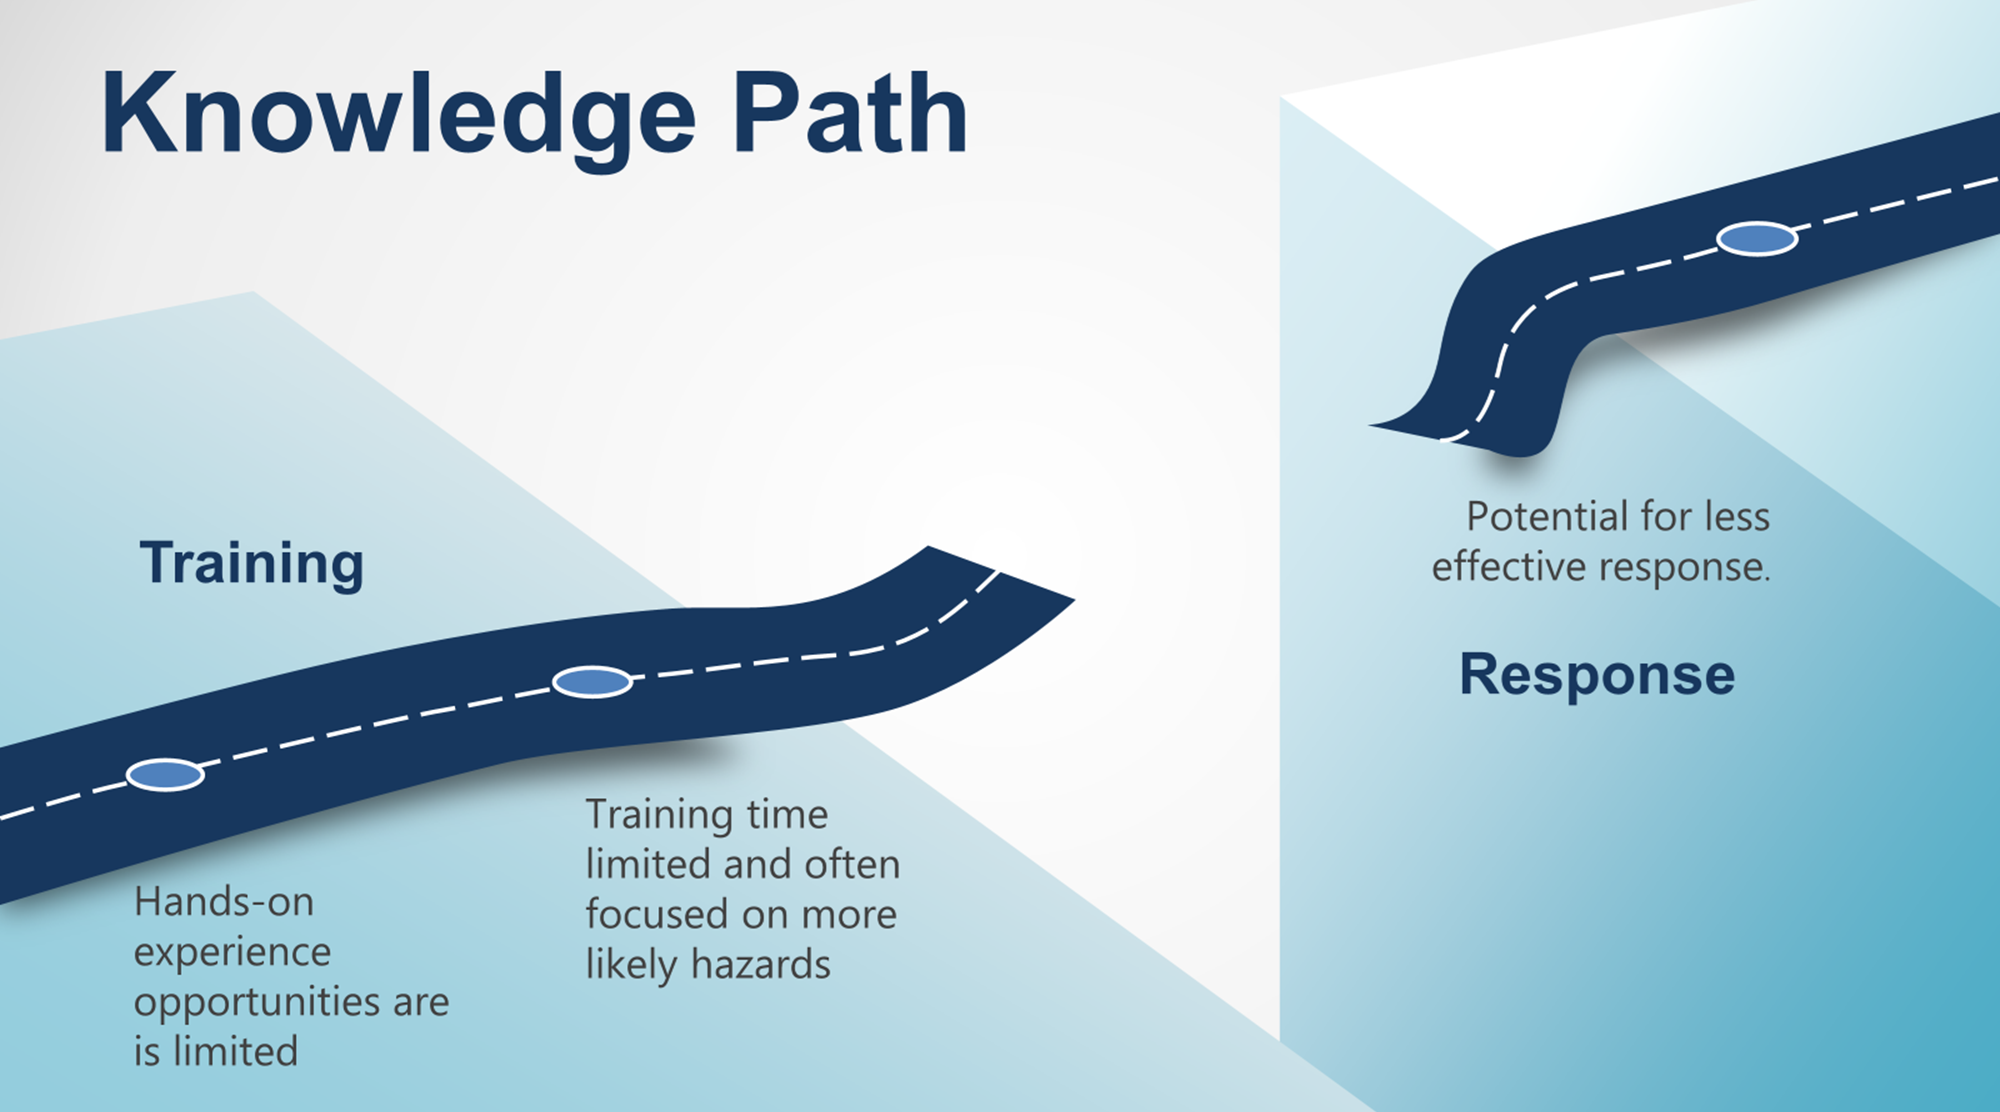 Knowledge Path
Training
Hands-on
experience
opportunities are
is limited
Training time
limited and often
focused on more
likely hazards
Potential for less
effective response.
Response